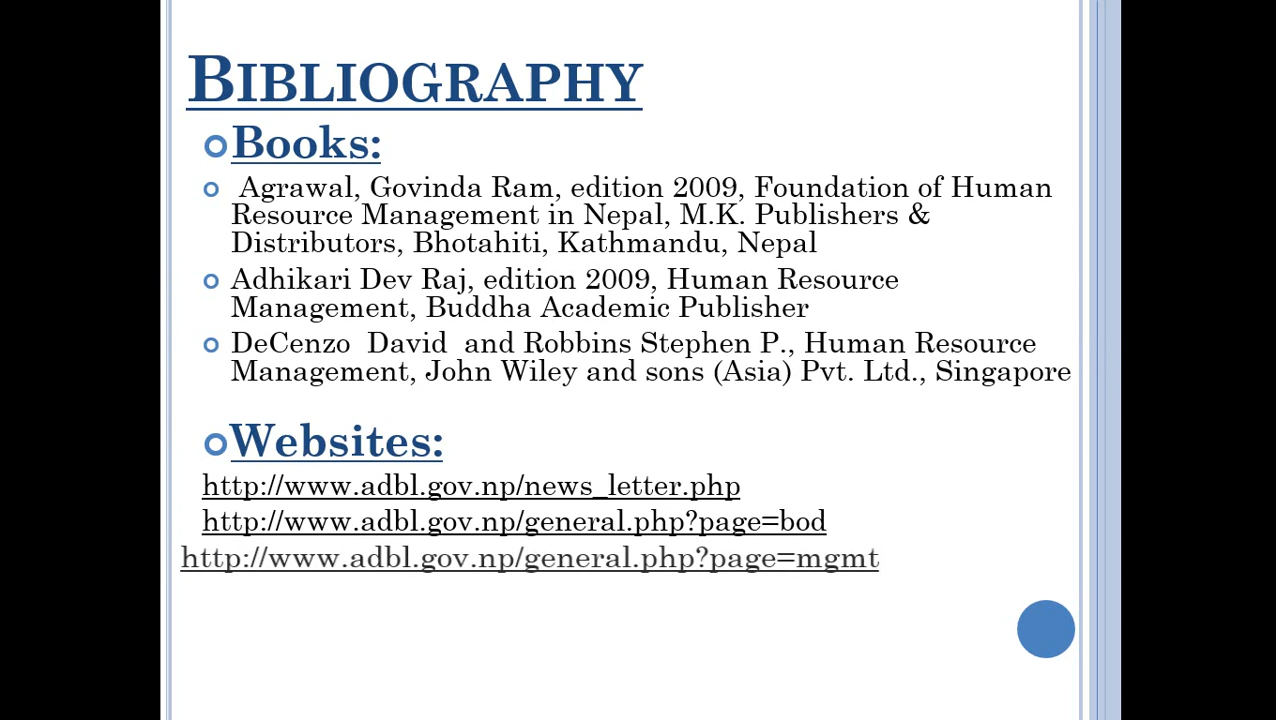 BIBLIOGRAPHY
Books:
Agrawal, Govinda Ram, edition 2009, Foundation of Human
Resource Management in Nepal, M.K. Publishers &
Distributors, Bhotahiti, Kathmandu, Nepal
Adhikari Dev Raj, edition 2009, Human Resource
Management, Buddha Academic Publisher
DeCenzo David and Robbins Stephen P., Human Resource
Management, John Wiley and sons (Asia) Pvt. Ltd., Singapore
Websites:
http://www.adbl.gov.np/news_letter.php
http://www.adbl.gov.np/general.php?page=bod
http://www.adbl.gov.np/general.php?page=mgmt